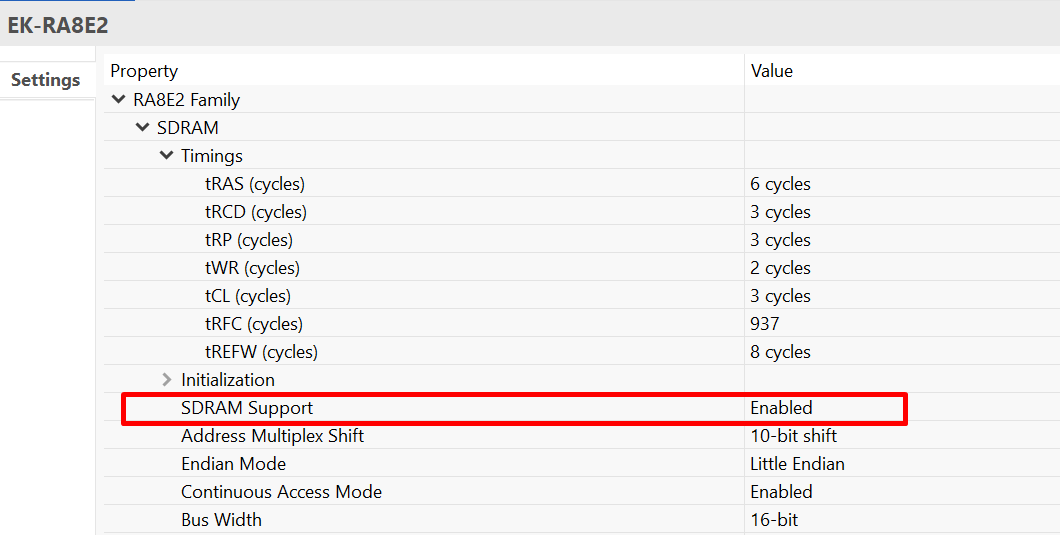 EK-RA8E2
Settings
Property Value
RA8E2 Family
SDRAM
Timings
tRAS (cycles) 6 cycles
tRCD (cycles) 3 cycles
tRP (cycles) 3 cycles
tWR (cycles) 2 cycles
tCL (cycles) 3 cycles
tRFC (cycles) 937
tREFW (cycles) 8 cycles
Initialization
SDRAM Support Enabled
Address Multiplex Shift 10-bit shift
Endian Mode Little Endian
Continuous Access Mode Enabled
Bus Width 16-bit